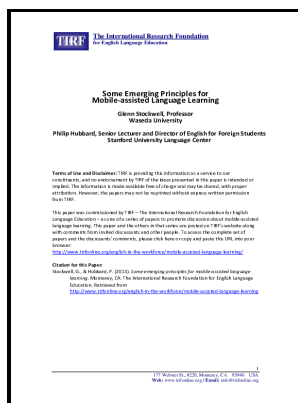 TIRF
The International Research Foundation
for English Language Education
Some Emerging Principles for
Mobile-assisted Language Learning
Glenn Stockwell, Professor
Waseda University
Philip Hubbard, Senior Lecturer and Director of English for Foreign Students
Stanford University Language Center
Terms of Use and Disclaimer: TIRF is providing this information as a service to our
constituents, and no endorsement by TIRF of the ideas presented in this paper is intended or
implied. The information is made available free of charge and may be shared, with proper
attribution. However, the papers may not be reprinted without express written permission
from TIRF.
This paper was commissioned by TIRF – The International Research Foundation for English
Language Education – as one of a series of papers to promote discussion about mobile-assisted
language learning. This paper and the others in that series are posted on TIRF's website along
with comments from invited discussants and other people. To access the complete set of
papers and the discussants' comments, please click here or copy and paste this URL into your
browser:
http://www.tirfonline.org/english-in-the-workforce/mobile-assisted-language-learning/
Citation for this Paper:
Stockwell, G., & Hubbard, P. (2013). Some emerging principles for mobile-assisted language
learning. Monterey, CA: The International Research Foundation for English Language
Education. Retrieved from
http://www.tirfonline.org/english-in-the-workforce/mobile-assisted-language-learning
1
177 Webster St., #220, Monterey, CA 93940 USA
Web: www.tirfonline.org / Email: info@tirfonline.org